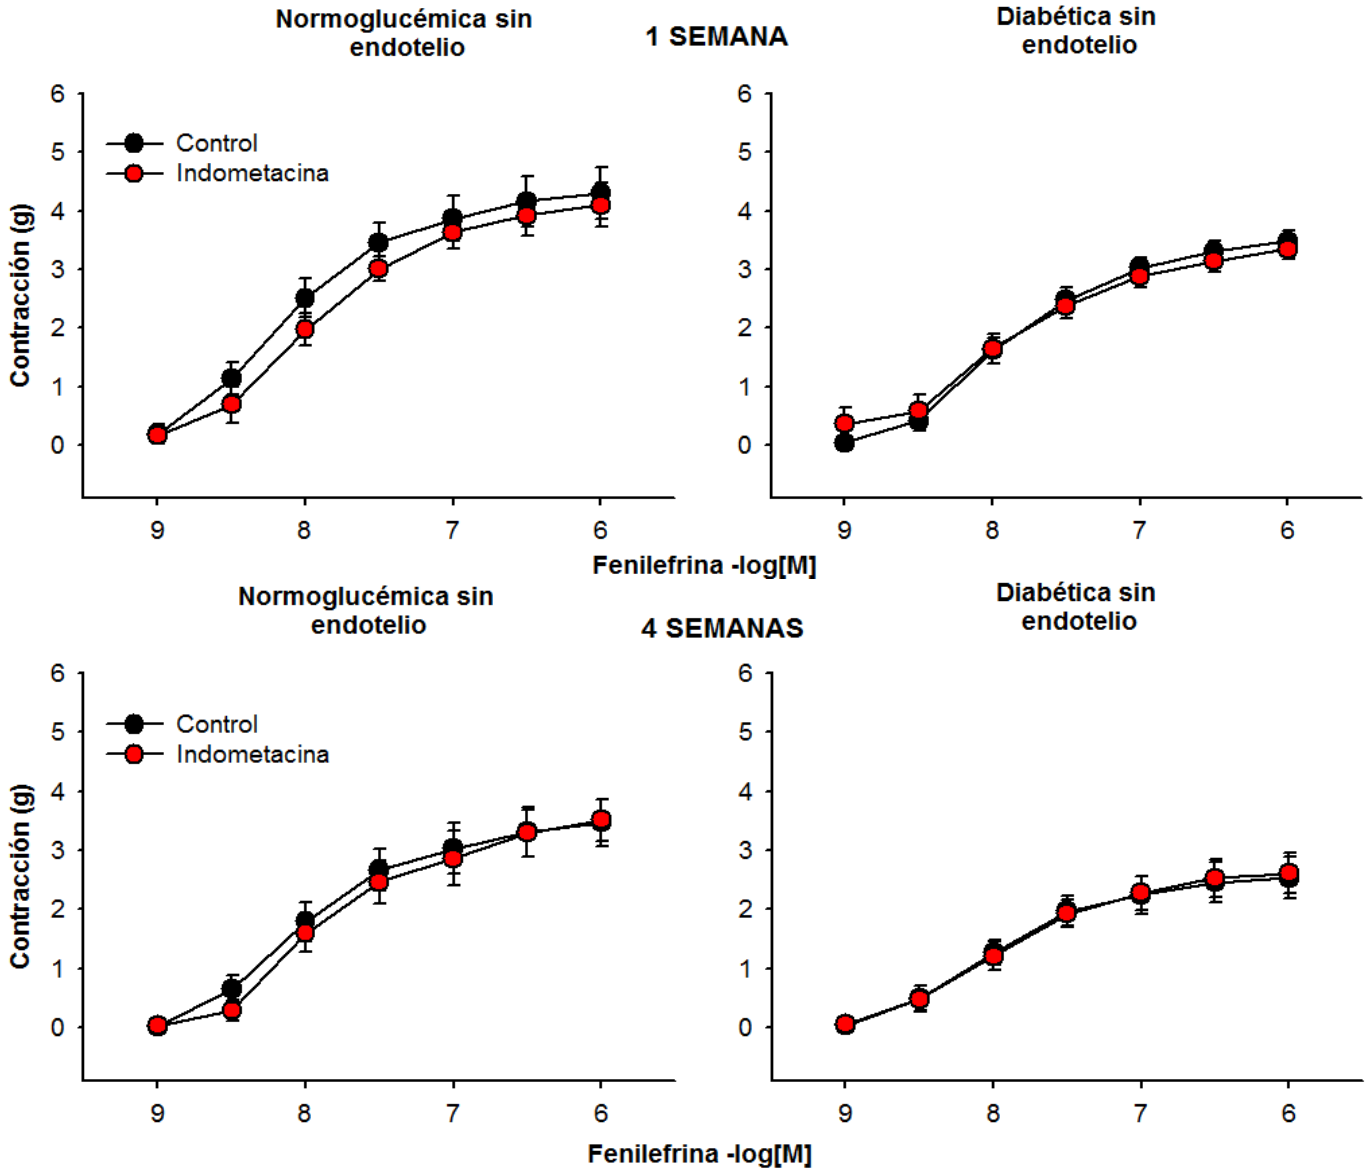 Normoglucémica sin
endotelio
1 SEMANA
Diabética sin
endotelio
6
5
4
3
2
1
0
Contracción (g)
Control
Indometacina
9
8
7
6
6
5
4
3
2
1
0
9
8
7
6
Fenilefrina -log[M]
Normoglucémica sin
endotelio
4 SEMANAS
Diabética sin
endotelio
6
5
4
3
2
1
0
Contracción (g)
Control
Indometacina
9
8
7
6
6
5
4
3
2
1
0
9
8
7
6
Fenilefrina -log[M]